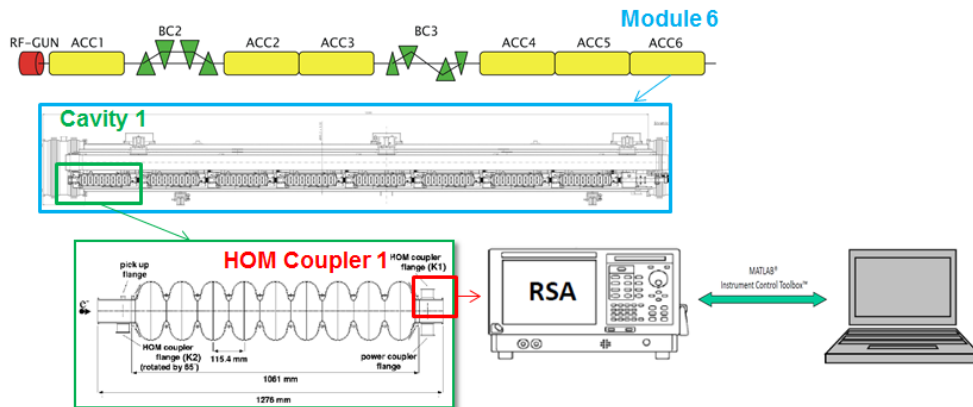 Module 6
RF-GUN
ACC1
BC2
ACC2
ACC3
BC3
ACC4
ACC5
ACC6
Cavity 1
HOM Coupler 1
HOM coupler
flange (K1)
pick up
flange
e-
HOM coupler
flange (K2)
(rotated by 65°)
115.4 mm
power coupler
flange
1061 mm
1276 mm
RSA
MATLAB®
Instrument Control Toolbox™